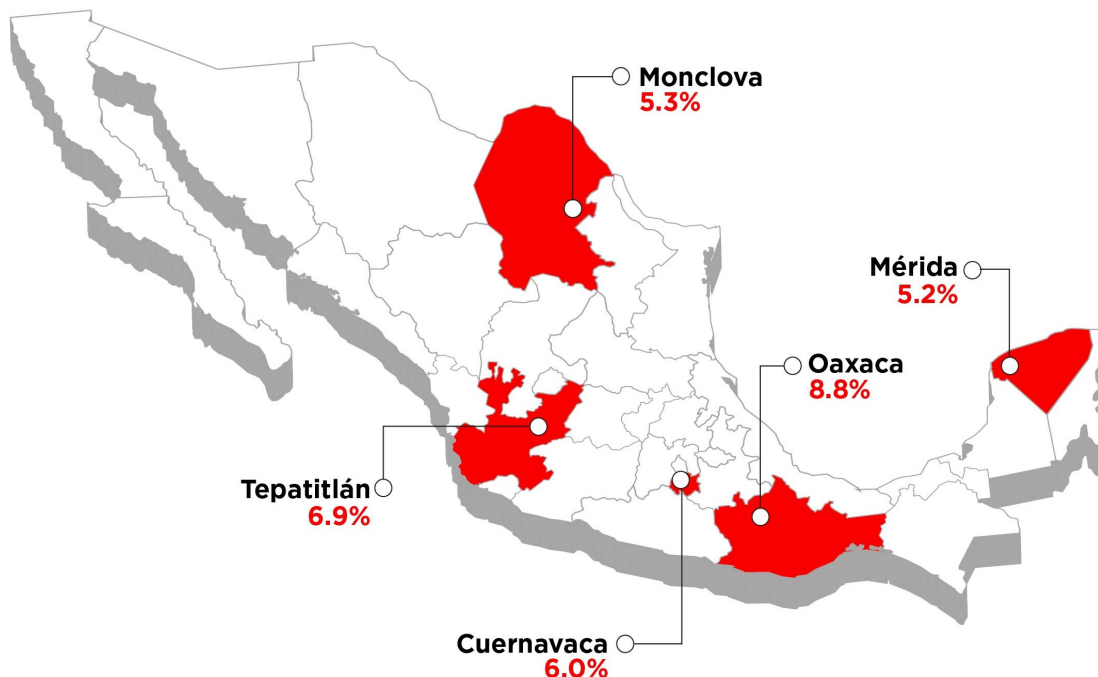 Monclova
5.3%
Mérida
5.2%
Oaxaca
8.8%
Tepatitlán
6.9%
Cuernavaca
6.0%